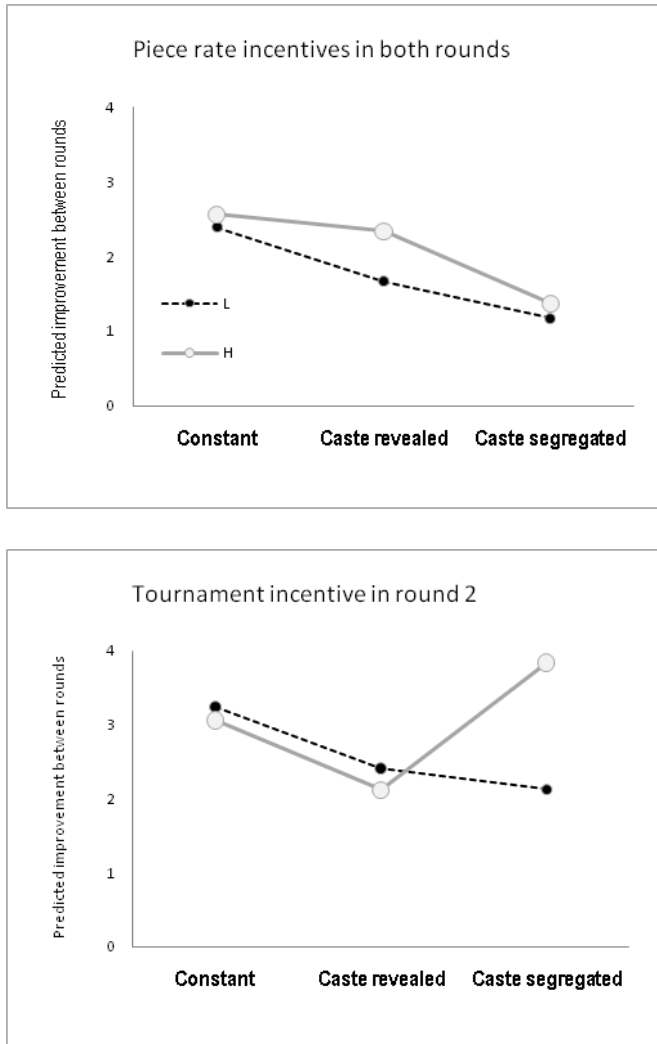 Piece rate incentives in both rounds
Predicted improvement between rounds
4
3
2
1
0
L
H
Constant Caste revealed Caste segregated
Tournament incentive in round 2
Predicted improvement between rounds
4
3
2
1
0
Constant Caste revealed Caste segregated